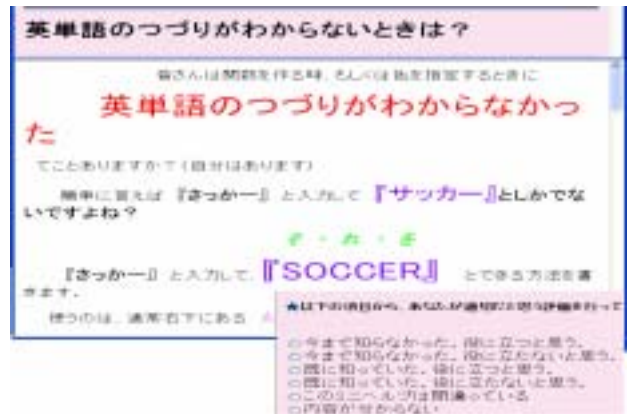 英単語のつづりがわからないときは？
皆さんは問題を作る時、もしくは私を指定するときに
英単語のつづりがわからなかっ
た
てことありますか？(自分はあります)
簡単に言えば『さっかー』と入力して『サッカー』としかでな
いですよね？
そ・れ・を
『さっかー』と入力して、『SOCCER』とできる方法を書
きます。
使うのは、通常右下にある
★以下の項目から、あなたが適切だと思う評価を行って
今まで知らなかった。役に立つと思う。
今まで知らなかった。役に立たないと思う。
既に知っていた。役に立つと思う。
既に知っていた。役に立たないと思う。
このミニヘルプは間違っている
内容が分からない